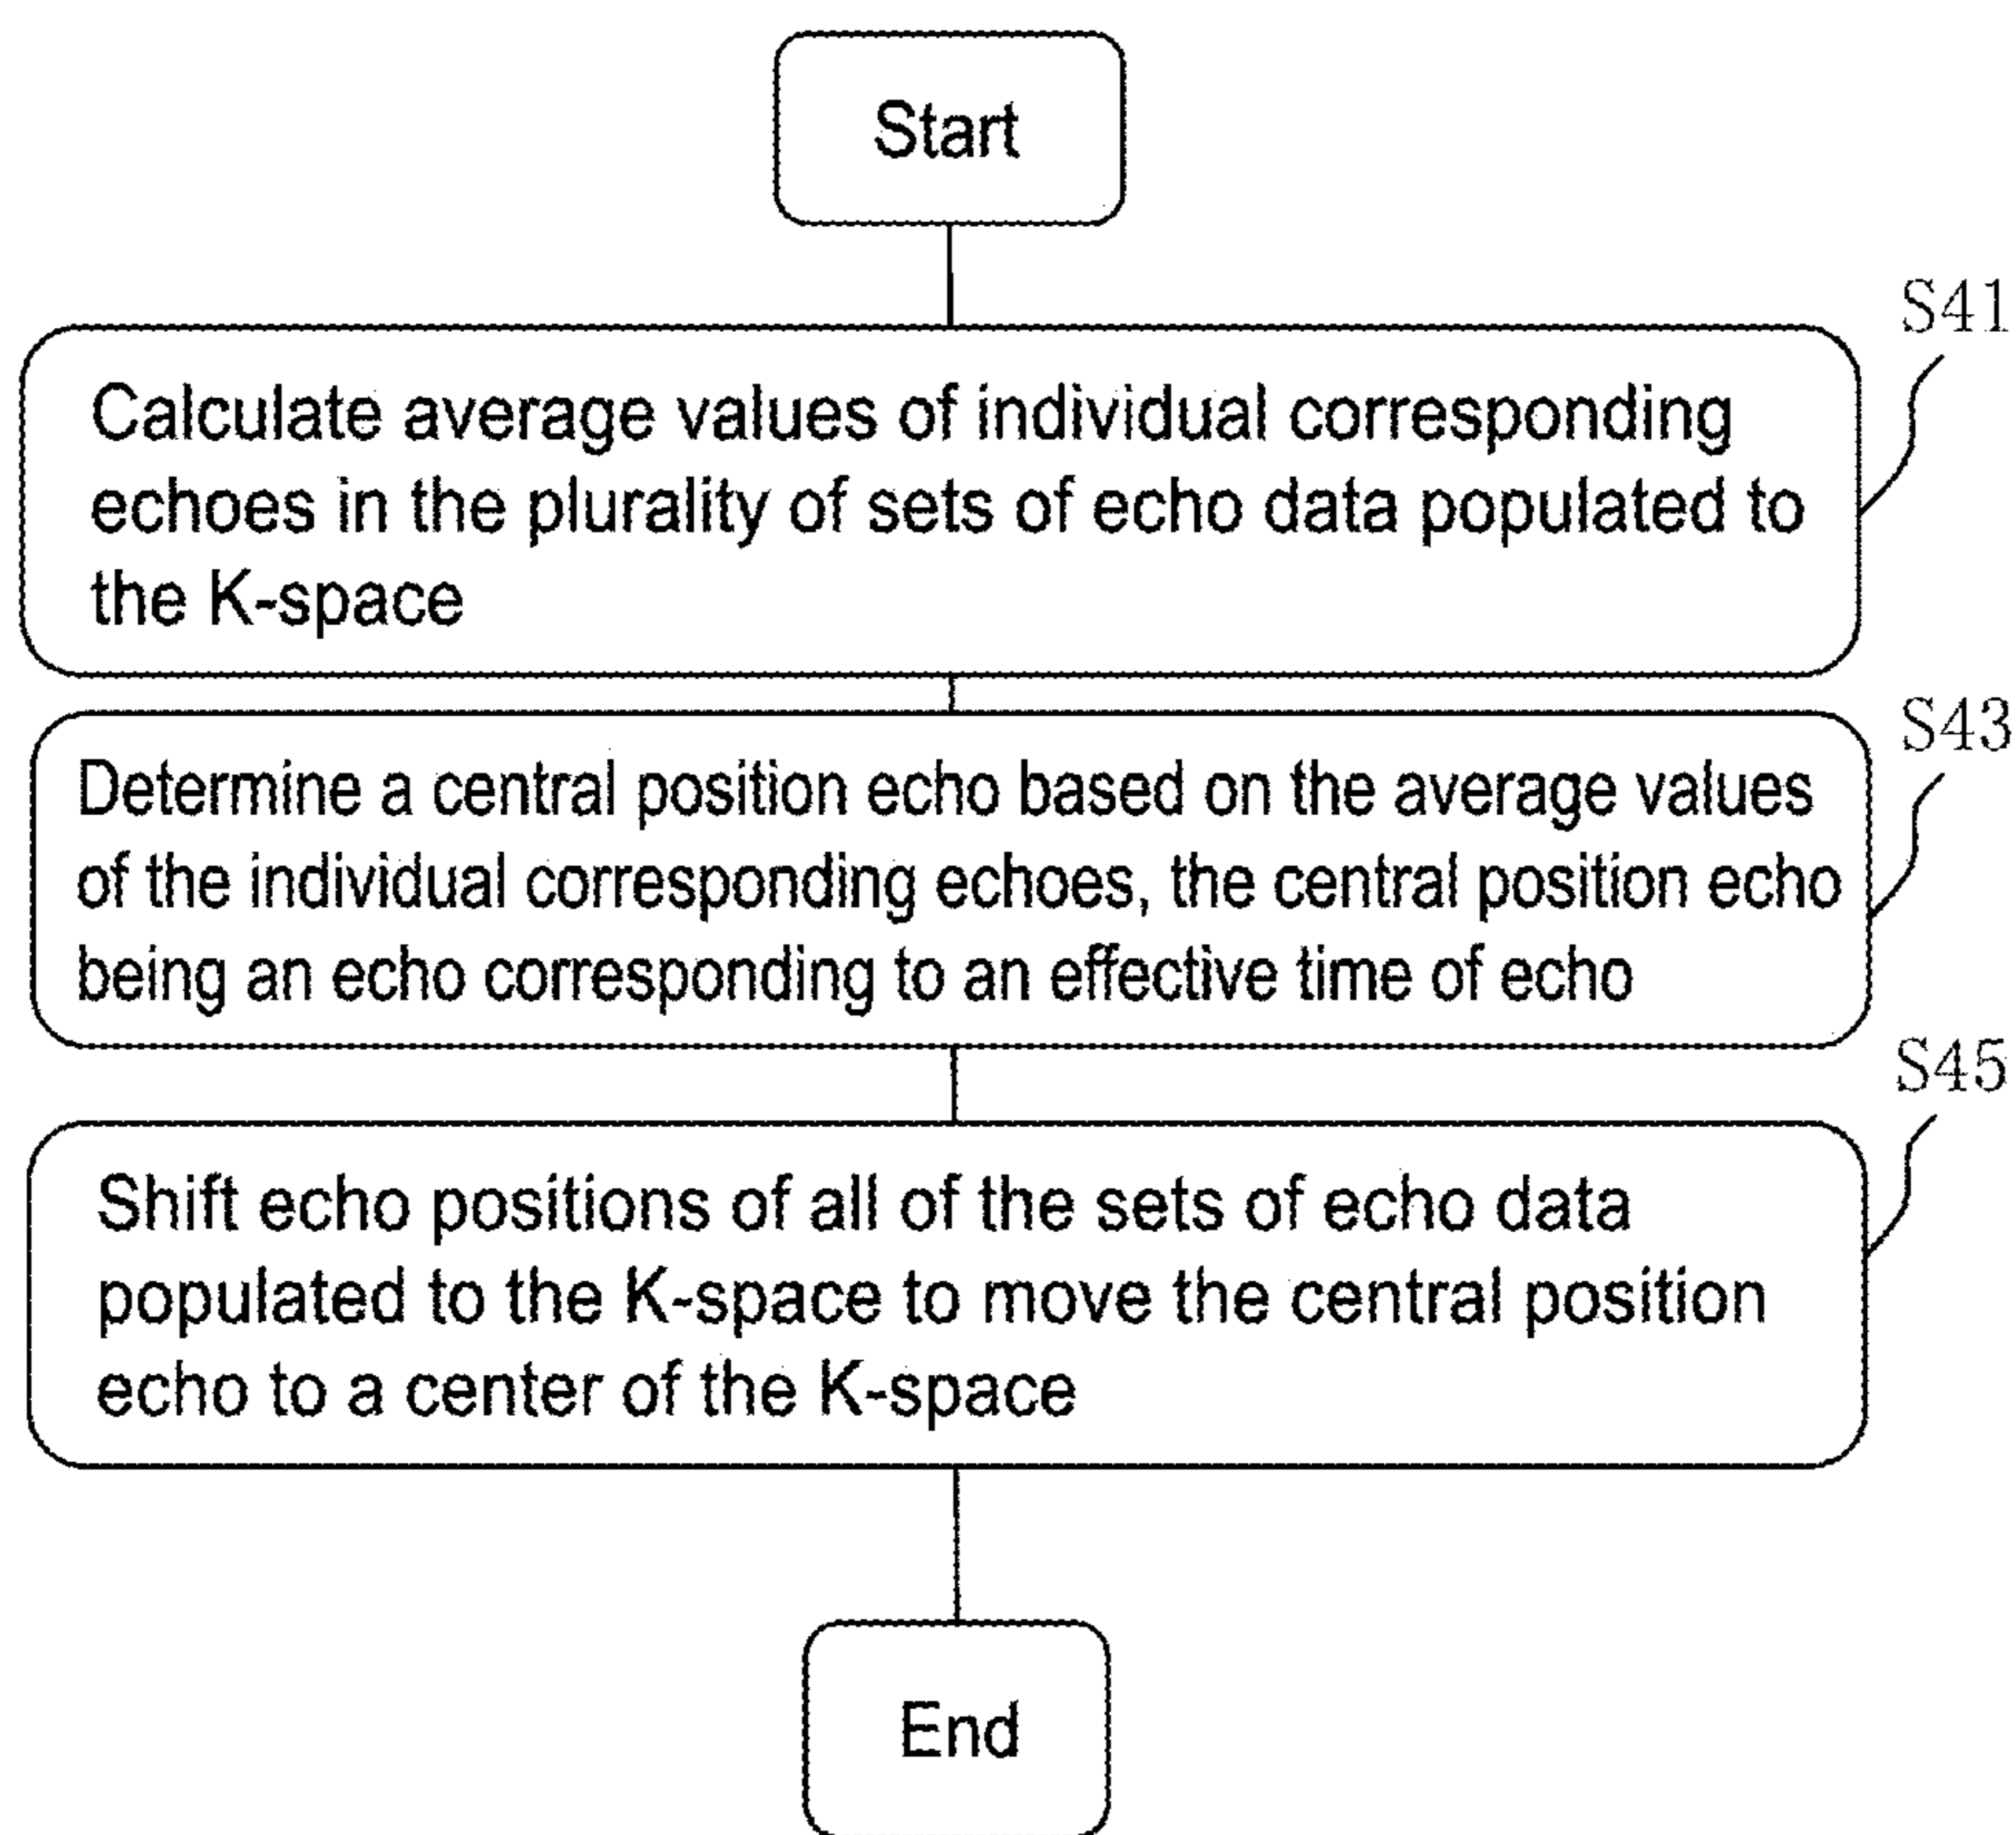 Start
S41
Calculate average values of individual corresponding
echoes in the plurality of sets of echo data populated to
the K-space
S43
Determine a central position echo based on the average values
of the individual corresponding echoes, the central position echo
being an echo corresponding to an effective time of echo
S45
Shift echo positions of all of the sets of echo data
populated to the K-space to move the central position
echo to a center of the K-space
End